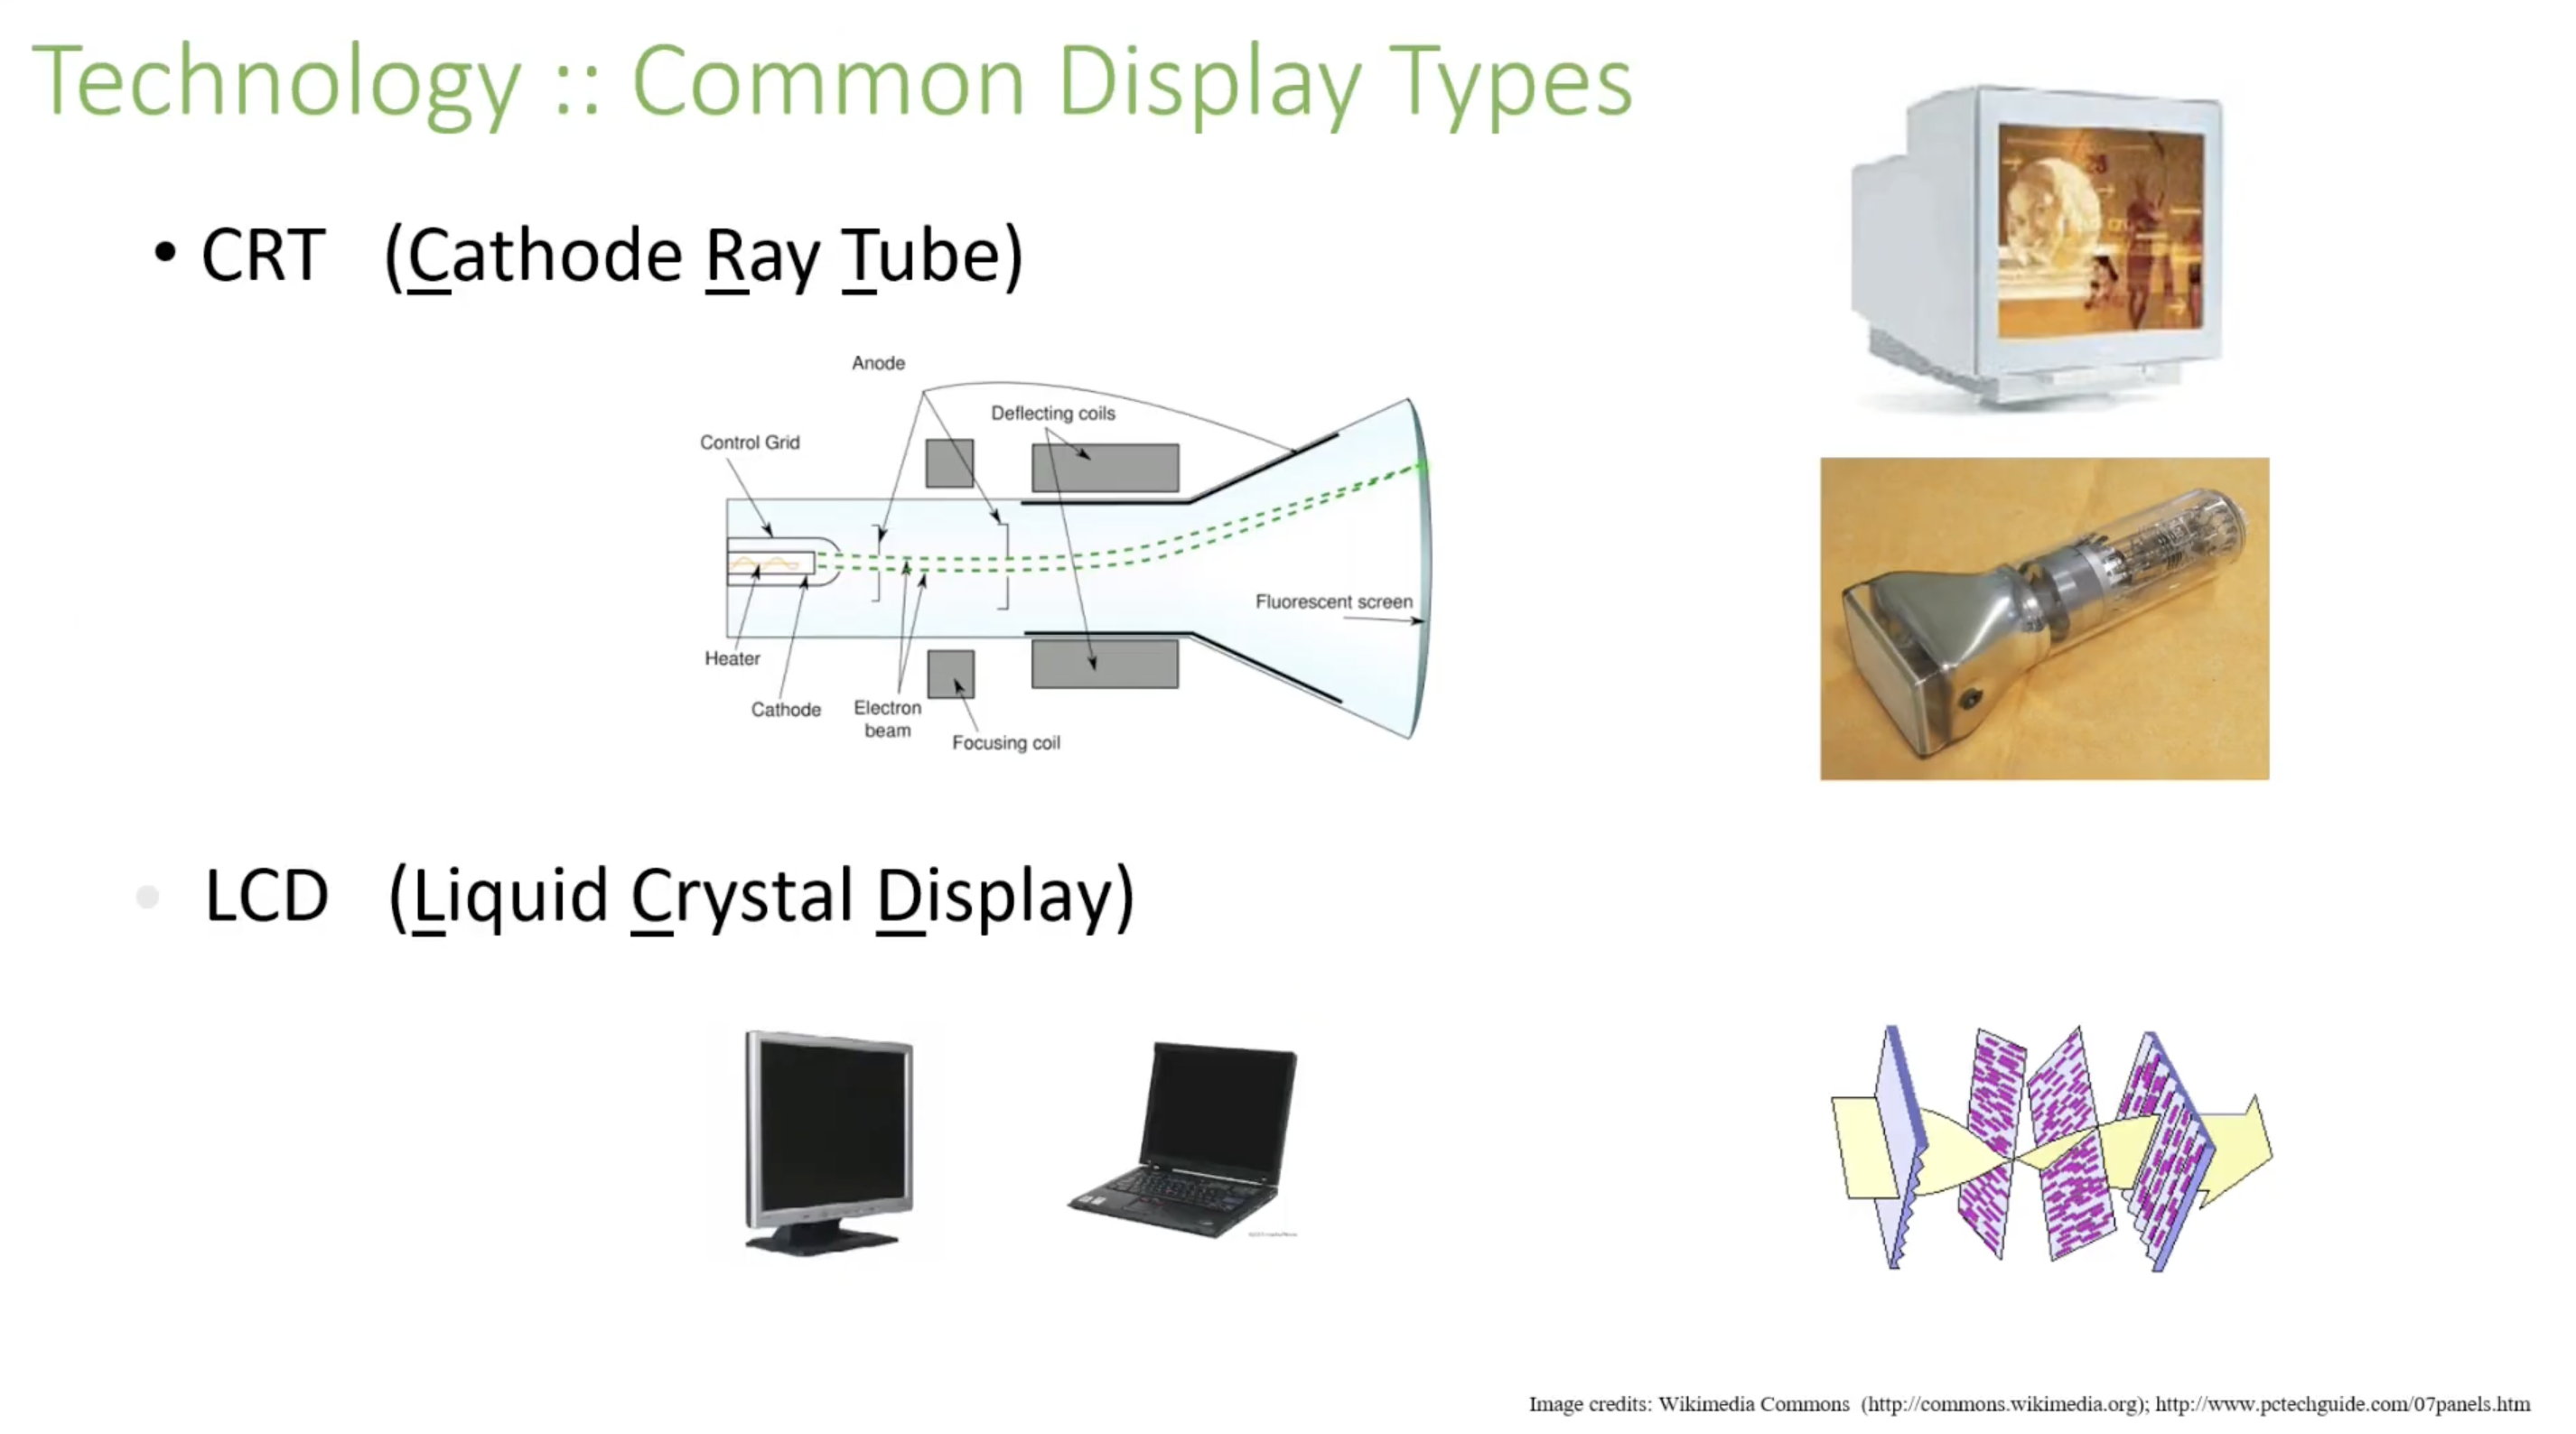 Technology :: Common Display Types
• CRT (Cathode Ray Tube)
Anode
Deflecting coils
Control Grid
Fluorescent screen
Heater
Cathode
Electron
beam
Focusing coil
• LCD (Liquid Crystal Display)
Image credits: Wikimedia Commons (http://commons.wikimedia.org); http://www.pctechguide.com/07panels.htm